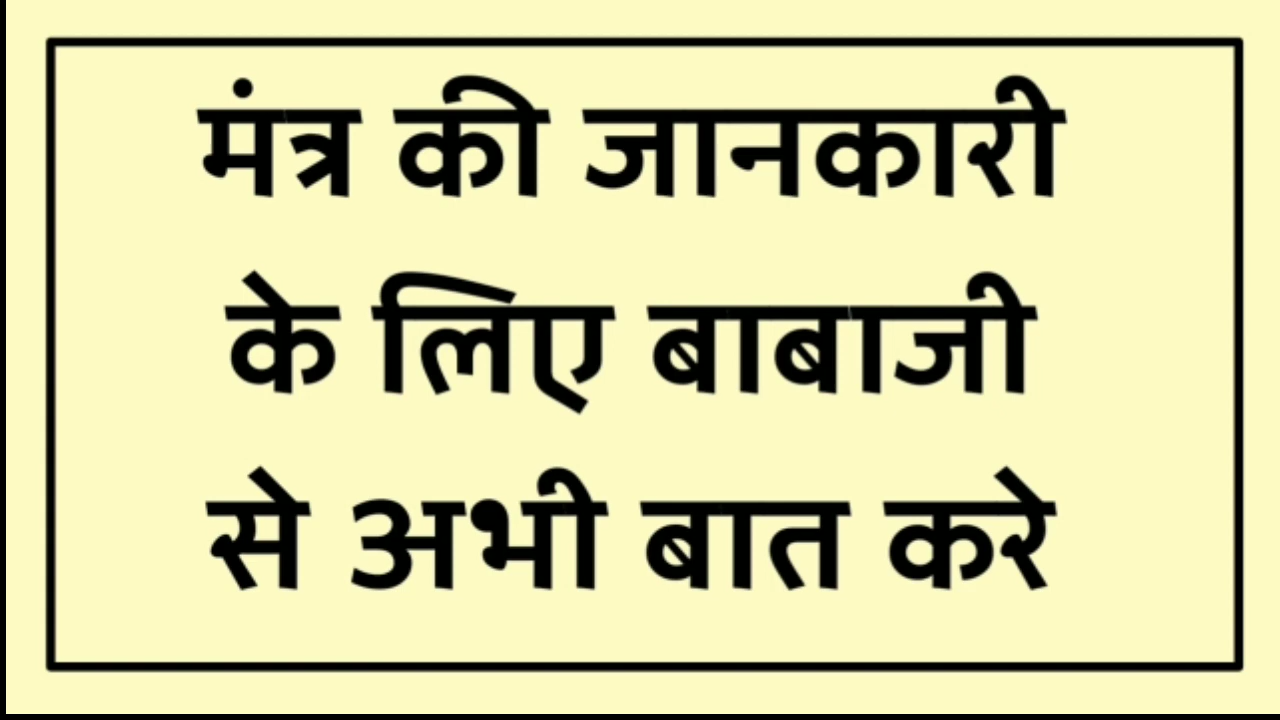 मंत्र की जानकारी
के लिए बाबाजी
से अभी बात करे